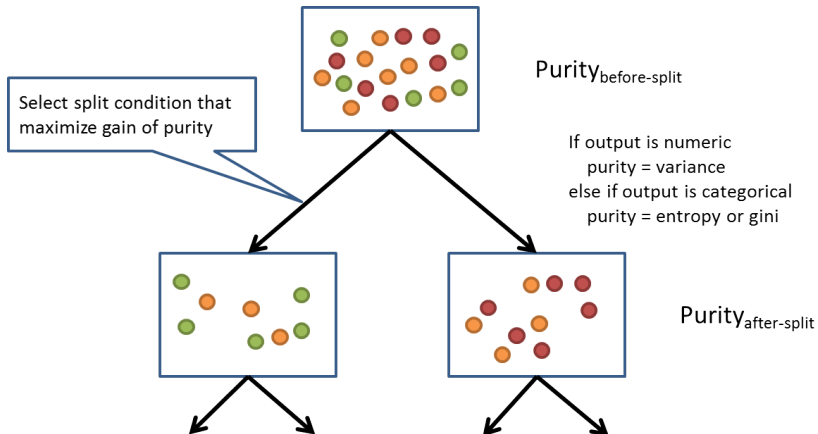 Purity before-split
Select split condition that
maximize gain of purity
If output is numeric
purity = variance
else if output is categorical
purity = entropy or gini
Purity after-split